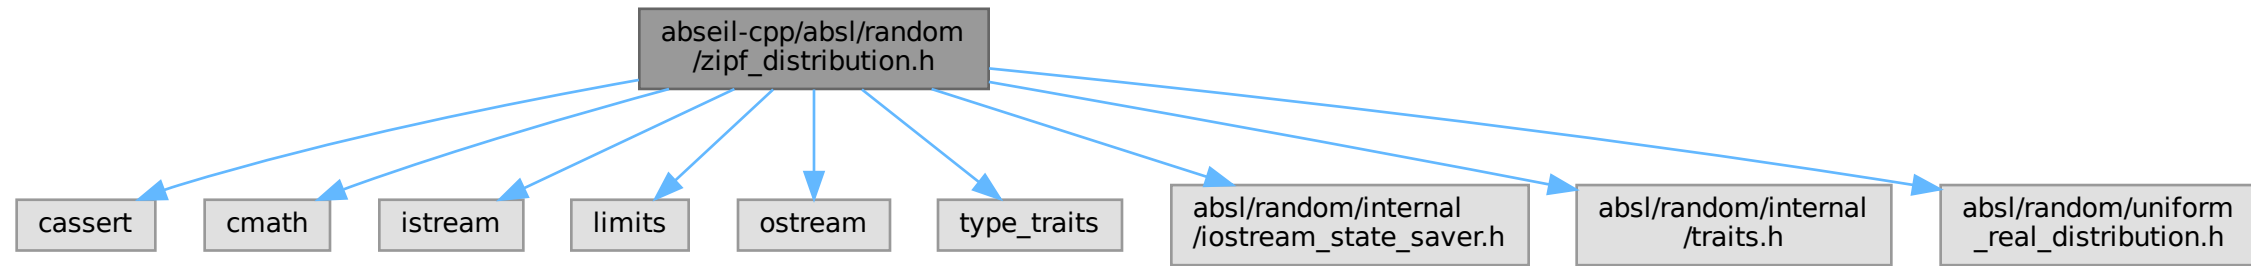 abseil-cpp/absl/random
/zipf_distribution.h
cassert
cmath
istream
limits
ostream
type_traits
absl/random/internal
/iostream_state_saver.h
absl/random/internal
/traits.h
absl/random/uniform
_real_distribution.h